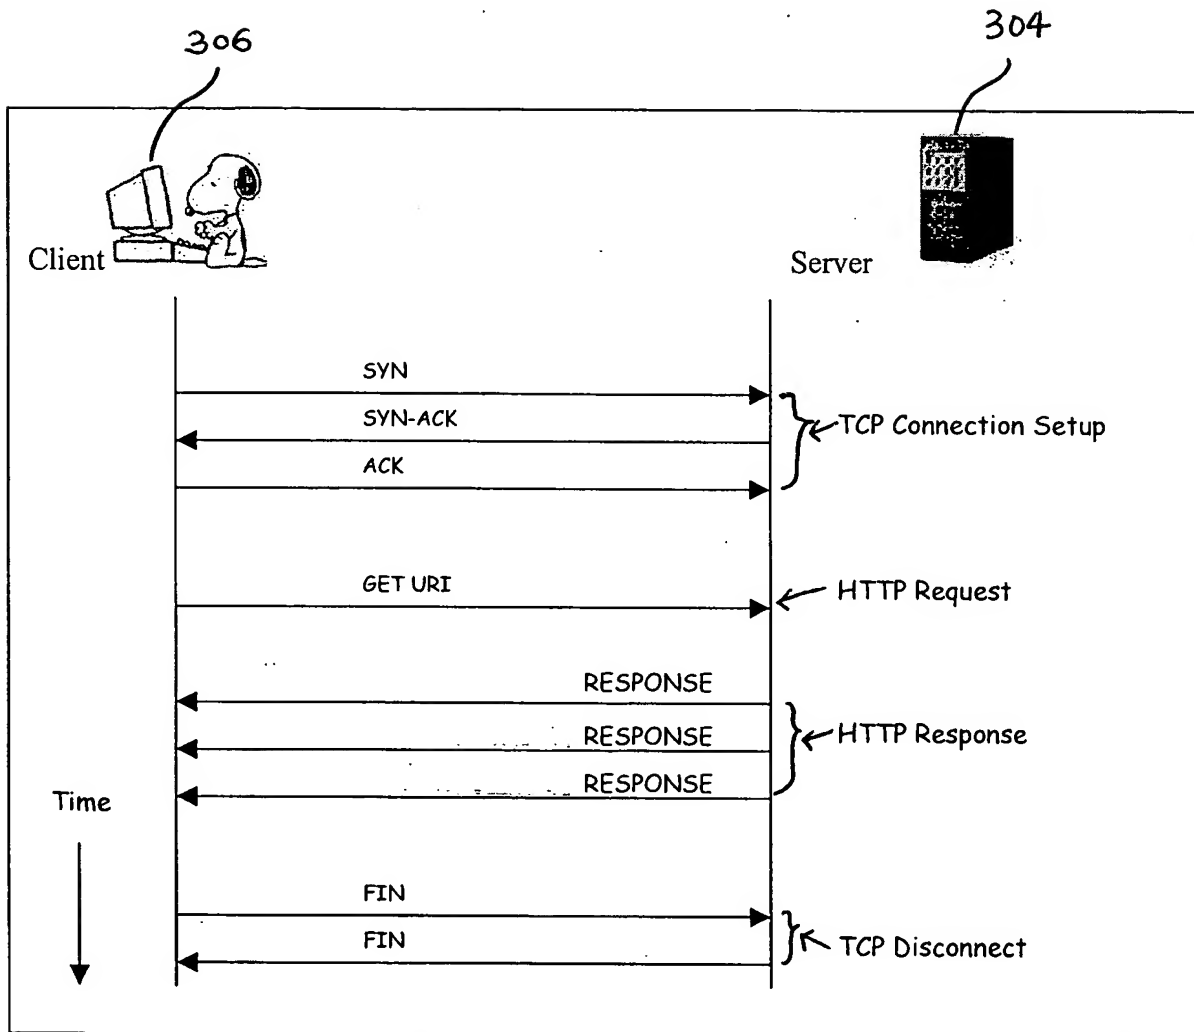 306
304
Client
Server
SYN
SYN-ACK
TCP Connection Setup
ACK
GET URI
HTTP Request
RESPONSE
RESPONSE
HTTP Response
RESPONSE
Time
FIN
FIN
TCP Disconnect